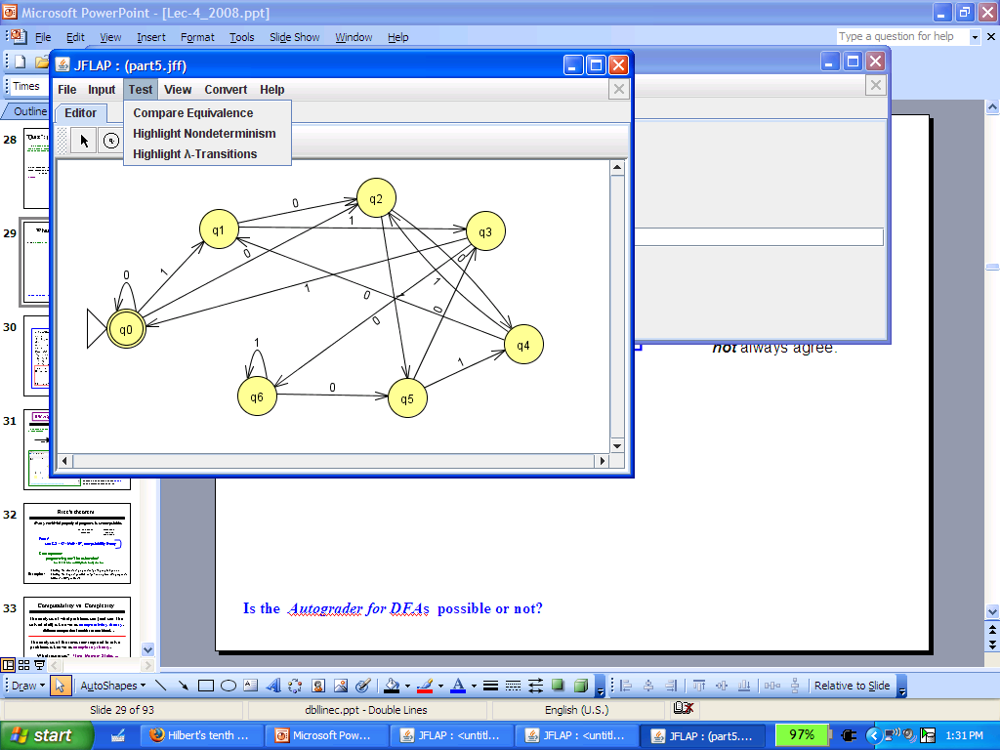 Microsoft PowerPoint - [Lec-4_2008.ppt]
File Edit View Insert Format Tools Slide Show Window Help
Type a question for help
Times
Outline
JFLAP : (part5.jff)
File Input Test View Convert Help
Editor
Compare Equivalence
Highlight Nondeterminism
Highlight λ-Transitions
q2
0
q1
1
q3
0
0
1
0
1
1
0
0
0
q0
q4
1
1
0
q6
q5
28
29
30
31
32
Rice's theorem
33
Computability vs. Complexity
not always agree.
Is the Autograder for DFAs possible or not?
Draw AutoShapes
Relative to Slide
Slide 29 of 93
dbllinec.ppt - Double Lines
English (U.S.)
start
Hilbert's tenth ...
Microsoft Pow...
JFLAP : <untitl...
JFLAP : <untitl...
JFLAP : (part5....
97%
1:31 PM